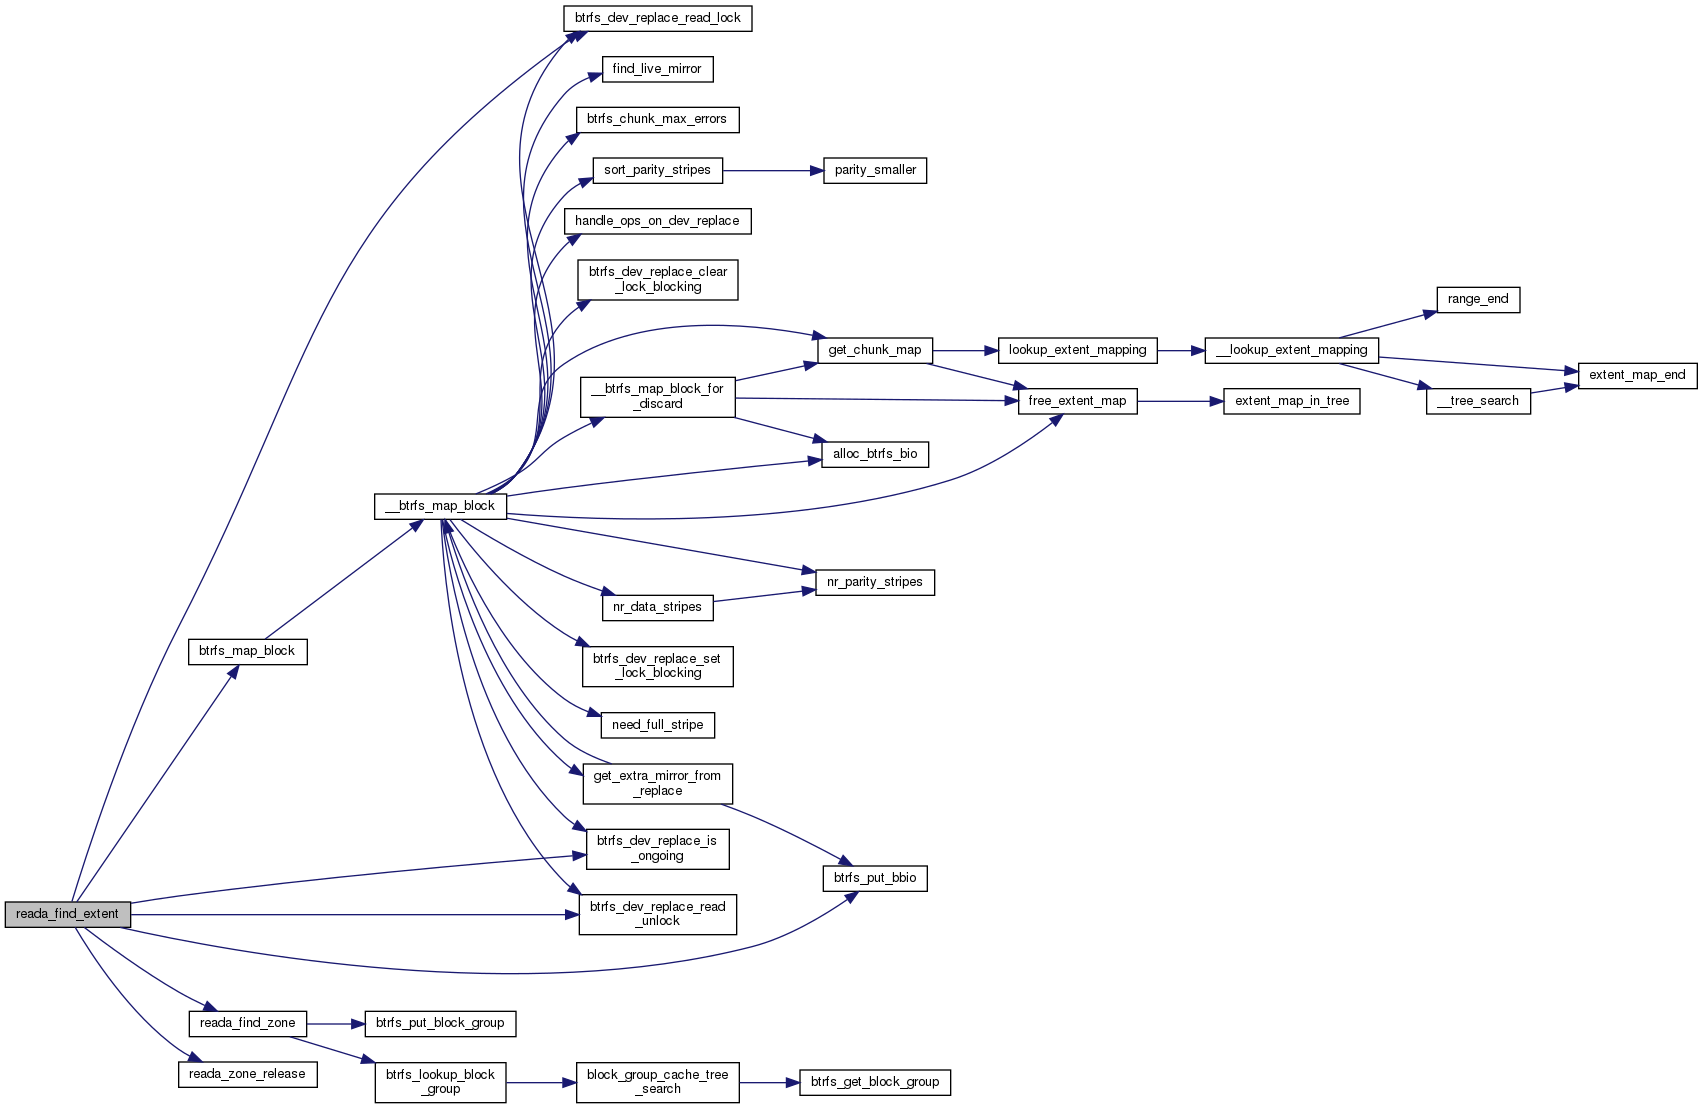 btrfs_dev_replace_read_lock
find_live_mirror
btrfs_chunk_max_errors
sort_parity_stripes
parity_smaller
handle_ops_on_dev_replace
btrfs_dev_replace_clear
_lock_blocking
range_end
get_chunk_map
lookup_extent_mapping
__lookup_extent_mapping
extent_map_end
__btrfs_map_block_for
_discard
free_extent_map
extent_map_in_tree
__tree_search
alloc_btrfs_bio
__btrfs_map_block
nr_parity_stripes
nr_data_stripes
btrfs_map_block
btrfs_dev_replace_set
_lock_blocking
need_full_stripe
get_extra_mirror_from
_replace
btrfs_dev_replace_is
_ongoing
btrfs_put_bbio
reada_find_extent
btrfs_dev_replace_read
_unlock
reada_find_zone
btrfs_put_block_group
reada_zone_release
btrfs_lookup_block
_group
block_group_cache_tree
_search
btrfs_get_block_group